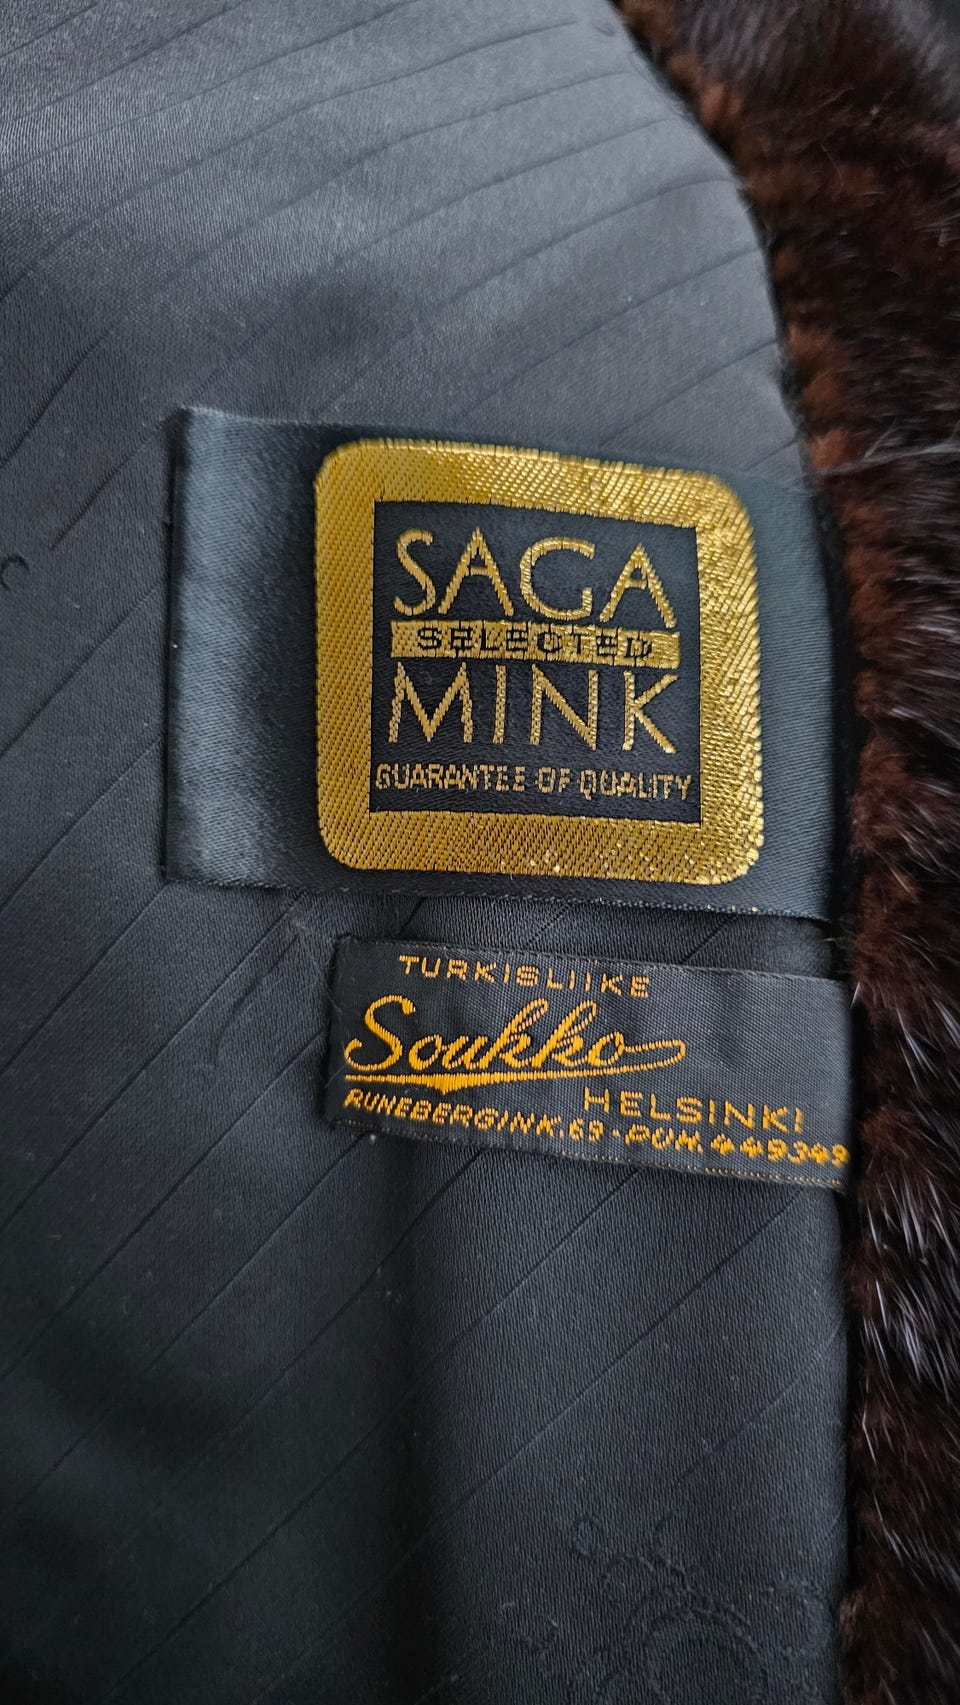 SAGA
SELECTED
MINK
GUARANTEE OF QUALITY
TURKISLIIKE
Soukko
HELSINKI
RUNEBERGINK.69·PUH.449349